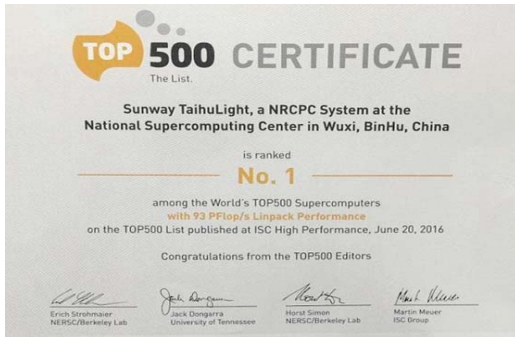 TOP 500 CERTIFICATE
The List.
Sunway TaihuLight, a NRCPC System at the
National Supercomputing Center in Wuxi, BinHu, China
is ranked
No. 1
among the World's TOP500 Supercomputers
with 93 PFlop/s Linpack Performance
on the TOP500 List published at ISC High Performance, June 20, 2016
Congratulations from the TOP500 Editors
Erich Strohmaier
NERSC/Berkeley Lab
Jack Dongarra
University of Tennessee
Horst Simon
NERSC/Berkeley Lab
Martin Meuer
ISC Group